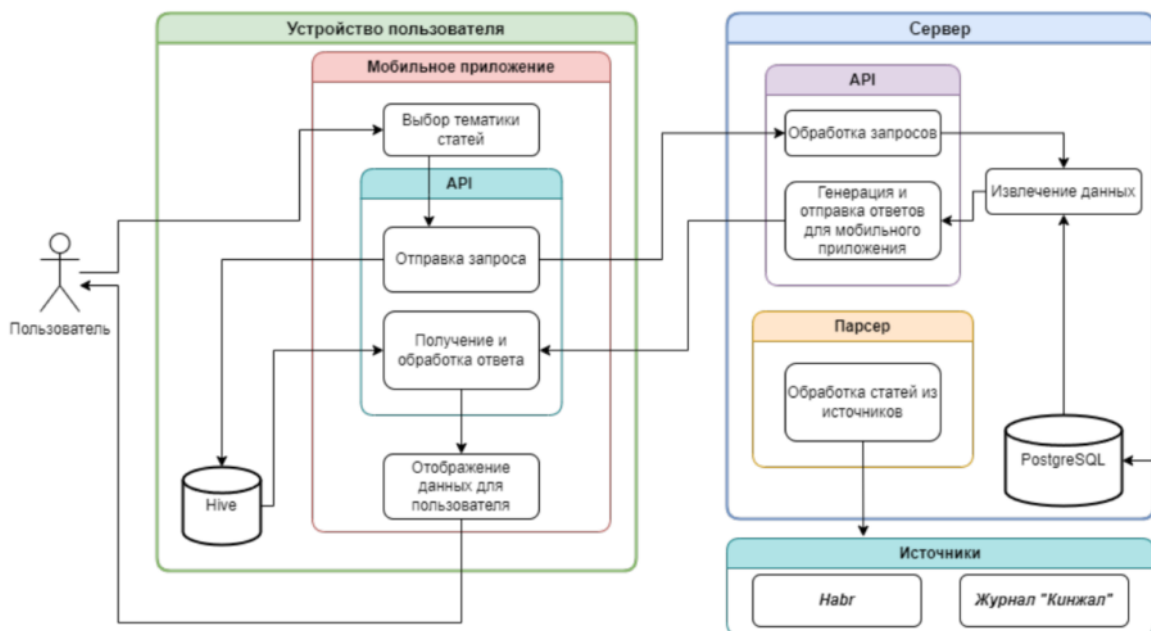 Устройство пользователя
Мобильное приложение
Выбор тематики
статей
API
Отправка запроса
Получение и
обработка ответа
Отображение
данных для
пользователя
Hive
Пользователь
Сервер
API
Обработка запросов
Генерация и
отправка ответов
для мобильного
приложения
Извлечение данных
Парсер
Обработка статей из
источников
PostgreSQL
Источники
Habr
Журнал "Кинжал"